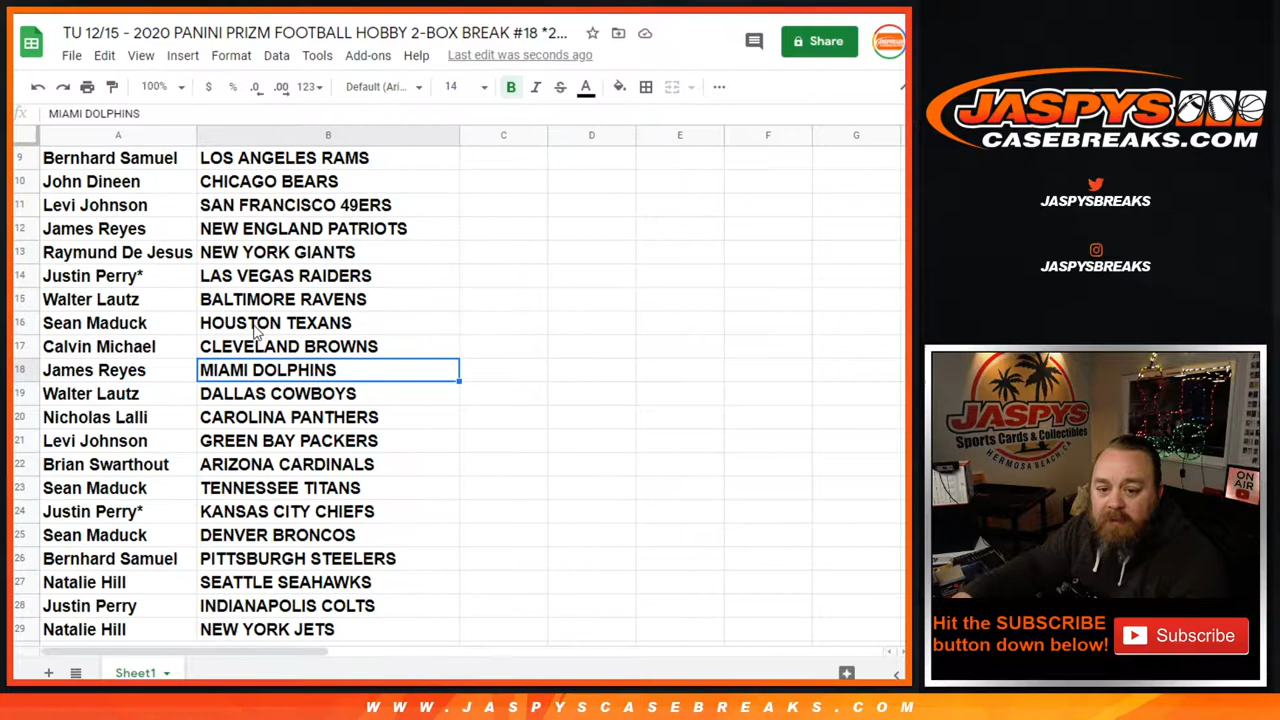 TU 12/15 - 2020 PANINI PRIZM FOOTBALL HOBBY 2-BOX BREAK #18 *2...
File Edit View Insert Format Data Tools Add-ons Help Last edit was seconds ago
Share
100% $ % .0 .00 123 Default (Ari... 14 B I S A
fx MIAMI DOLPHINS
A B C D E F G
9 Bernhard Samuel LOS ANGELES RAMS
10 John Dineen CHICAGO BEARS
11 Levi Johnson SAN FRANCISCO 49ERS
12 James Reyes NEW ENGLAND PATRIOTS
13 Raymund De Jesus NEW YORK GIANTS
14 Justin Perry* LAS VEGAS RAIDERS
15 Walter Lautz BALTIMORE RAVENS
16 Sean Maduck HOUSTON TEXANS
17 Calvin Michael CLEVELAND BROWNS
18 James Reyes MIAMI DOLPHINS
19 Walter Lautz DALLAS COWBOYS
20 Nicholas Lalli CAROLINA PANTHERS
21 Levi Johnson GREEN BAY PACKERS
22 Brian Swarthout ARIZONA CARDINALS
23 Sean Maduck TENNESSEE TITANS
24 Justin Perry* KANSAS CITY CHIEFS
25 Sean Maduck DENVER BRONCOS
26 Bernhard Samuel PITTSBURGH STEELERS
27 Natalie Hill SEATTLE SEAHAWKS
28 Justin Perry INDIANAPOLIS COLTS
29 Natalie Hill NEW YORK JETS
Sheet1
JASPYS
CASEBREAKS.COM
JASPYSBREAKS
JASPYSBREAKS
JASPYS
Sports Cards & Collectibles
HERMOSA BEACH, CA
ON
AIR
Hit the SUBSCRIBE
button down below!
Subscribe
WWW.JASPYSCASEBREAKS.COM